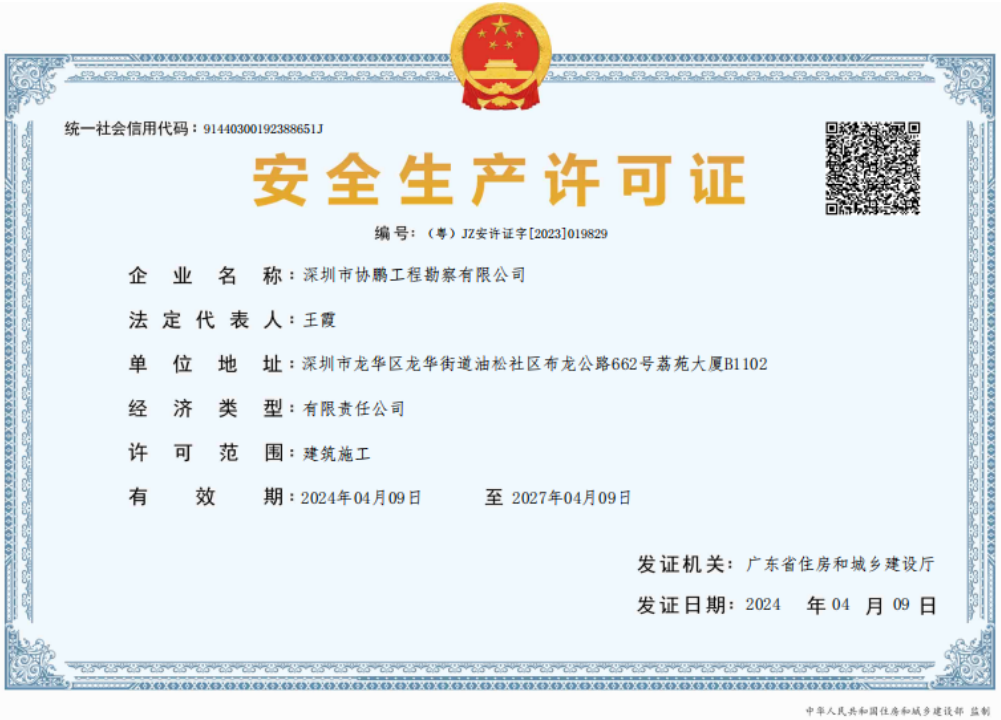 统一社会信用代码：91440300192388651J
安全生产许可证
编号：（粤）JZ安许证字[2023]019829
企业名称：深圳市协鹏工程勘察有限公司
法定代表人：王霞
单位地址：深圳市龙华区龙华街道油松社区布龙公路662号荔苑大厦B1102
经济类型：有限责任公司
许可范围：建筑施工
有效期：2024年04月09日 至 2027年04月09日
发证机关：广东省住房和城乡建设厅
发证日期：2024 年 04 月 09 日
中华人民共和国住房和城乡建设部 监制